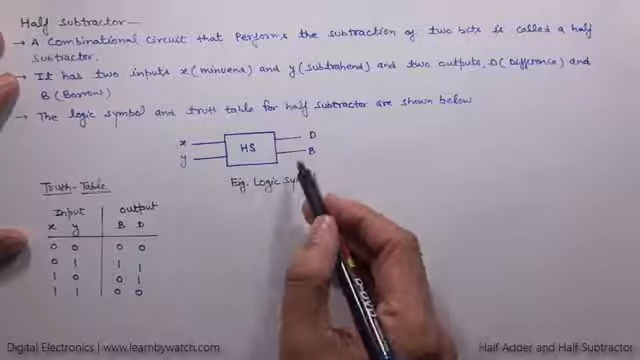 Half subtractor —
→ A combinational circuit that performs the subtraction of two bits is called a half
subtractor.
→ It has two inputs x (minuend) and y (subtrahend) and two outputs, D (Difference) and
B (Borrow)
→ The logic symbol and truth table for half subtractor are shown below
x HS D
y B
Fig. Logic
Truth-Table
Input output
x y B D
0 0 0 0
0 1 1 1
1 0 0 1
1 1 0 0
D-DVD
Digital Electronics | www.learnbywatch.com Half Adder and Half Subtractor